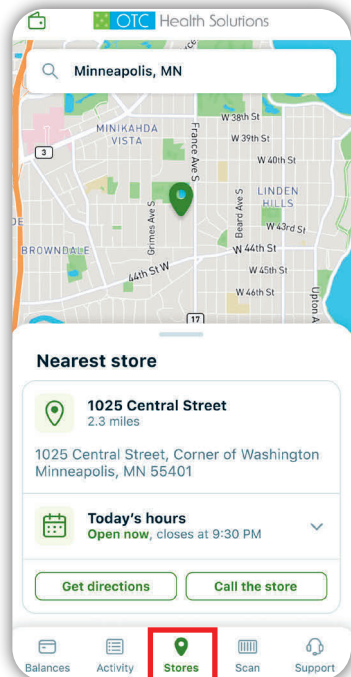 OTC Health Solutions
Minneapolis, MN
W 38th St
MINIKAHDA
VISTA
France Ave S
W 39th St
3
W 40th St
LINDEN
HILLS
Grimes Ave S
Beard Ave S
W 43rd St
BROWNDALE
W 44th St
44th St W
W 45th St
W 46th St
Upton A
17
Nearest store
1025 Central Street
2.3 miles
1025 Central Street, Corner of Washington
Minneapolis, MN 55401
Today's hours
Open now, closes at 9:30 PM
Get directions
Call the store
Balances
Activity
Stores
Scan
Support